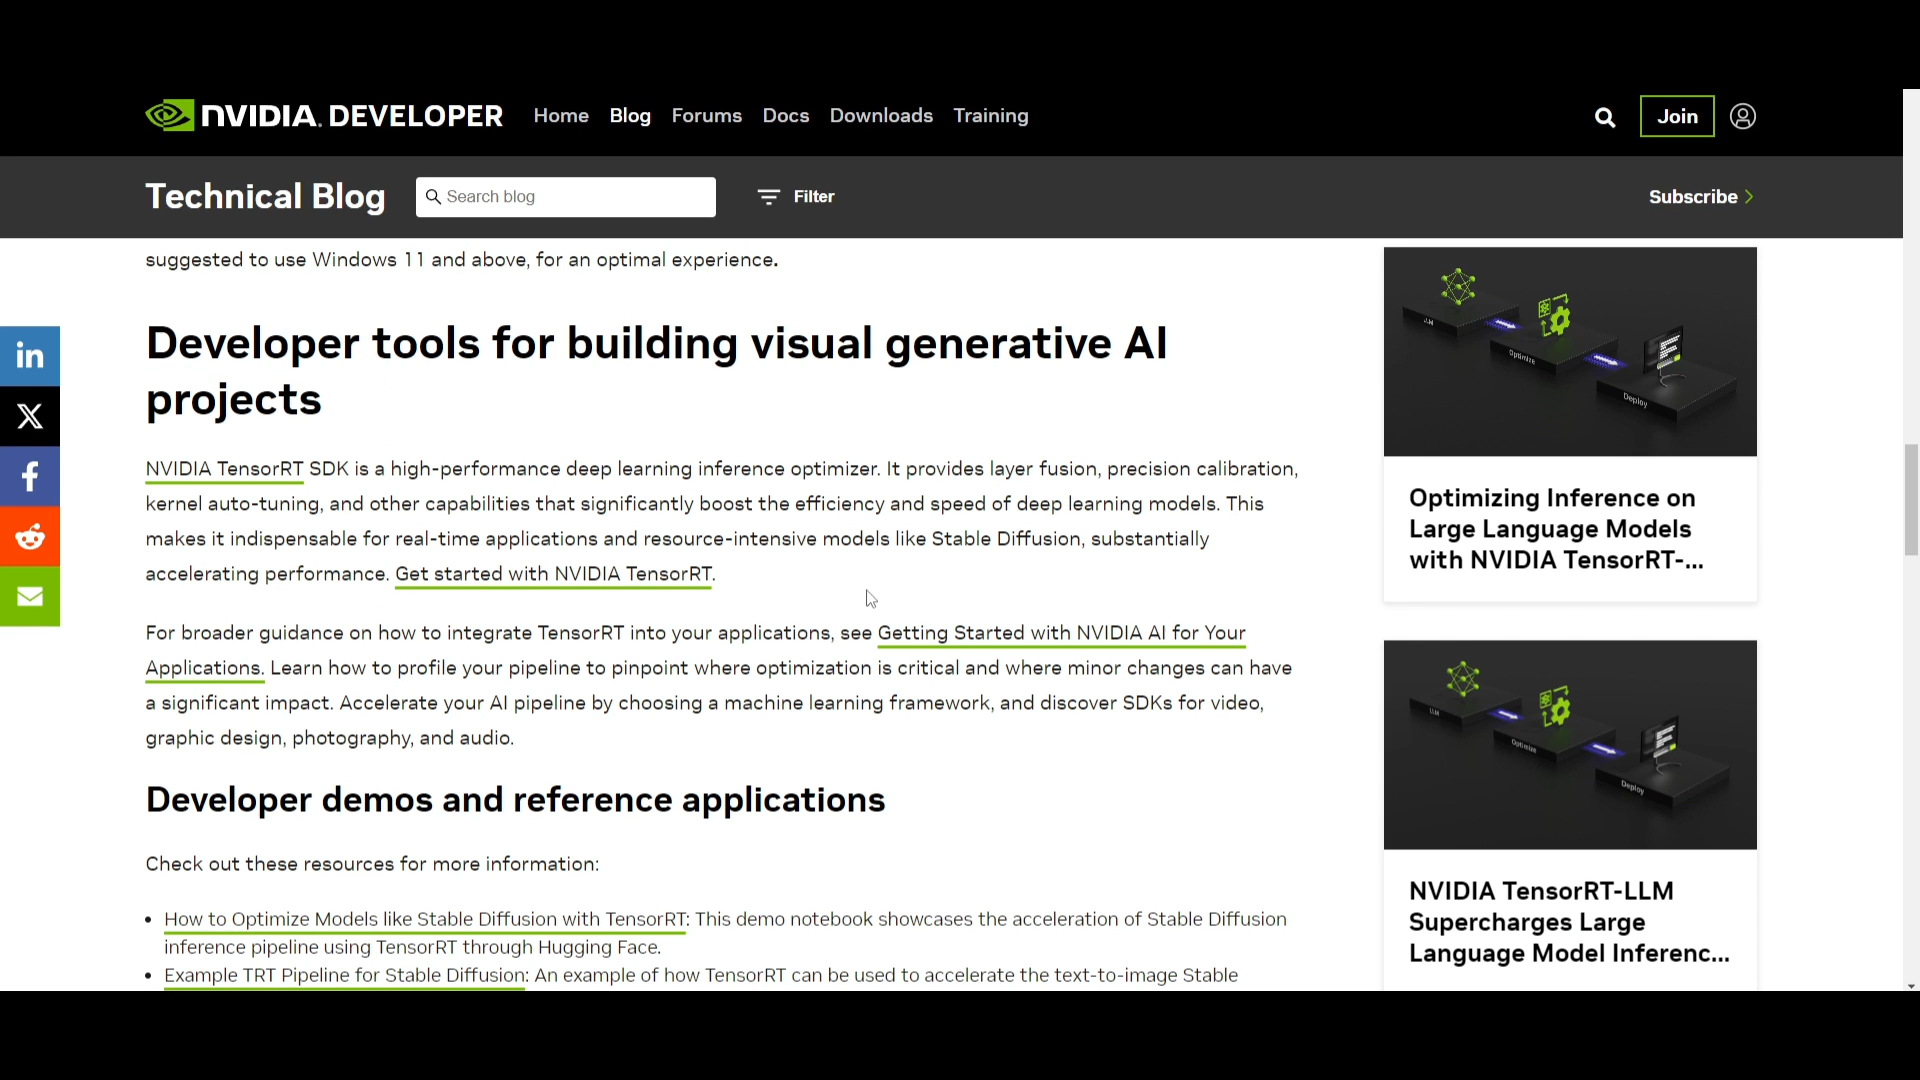 NVIDIA. DEVELOPER Home Blog Forums Docs Downloads Training Join
Technical Blog Search blog Filter Subscribe
suggested to use Windows 11 and above, for an optimal experience.
Developer tools for building visual generative AI
projects
NVIDIA TensorRT SDK is a high-performance deep learning inference optimizer. It provides layer fusion, precision calibration,
kernel auto-tuning, and other capabilities that significantly boost the efficiency and speed of deep learning models. This
makes it indispensable for real-time applications and resource-intensive models like Stable Diffusion, substantially
accelerating performance. Get started with NVIDIA TensorRT.
For broader guidance on how to integrate TensorRT into your applications, see Getting Started with NVIDIA AI for Your
Applications. Learn how to profile your pipeline to pinpoint where optimization is critical and where minor changes can have
a significant impact. Accelerate your AI pipeline by choosing a machine learning framework, and discover SDKs for video,
graphic design, photography, and audio.
Developer demos and reference applications
Check out these resources for more information:
• How to Optimize Models like Stable Diffusion with TensorRT: This demo notebook showcases the acceleration of Stable Diffusion
inference pipeline using TensorRT through Hugging Face.
• Example TRT Pipeline for Stable Diffusion: An example of how TensorRT can be used to accelerate the text-to-image Stable
in
X
f
LLM
Optimize
Deploy
Optimizing Inference on
Large Language Models
with NVIDIA TensorRT-...
LLM
Optimize
Deploy
NVIDIA TensorRT-LLM
Supercharges Large
Language Model Inferenc...